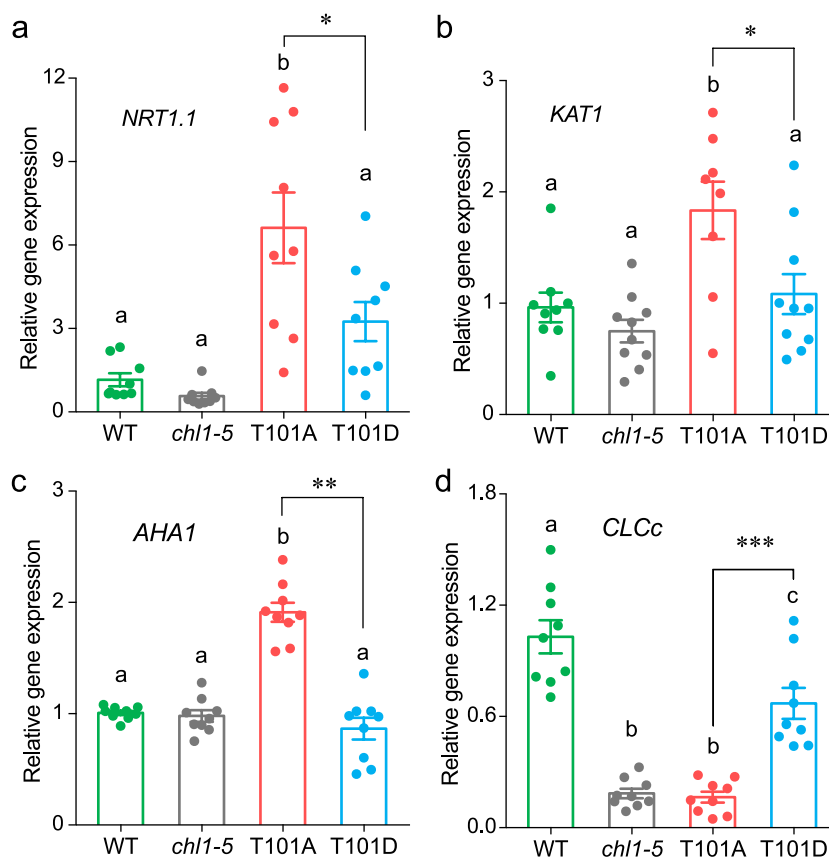 a
*
b
12
NRT1.1
9
a
6
3
a
a
0
Relative gene expression
WT
chl1-5
T101A
T101D
b
*
3
b
KAT1
a
2
a
a
1
0
Relative gene expression
WT
chl1-5
T101A
T101D
c
3
**
AHA1
b
2
a
a
a
1
0
Relative gene expression
WT
chl1-5
T101A
T101D
d
1.8
a
CLCc
***
1.2
c
0.6
b
b
0.0
Relative gene expression
WT
chl1-5
T101A
T101D